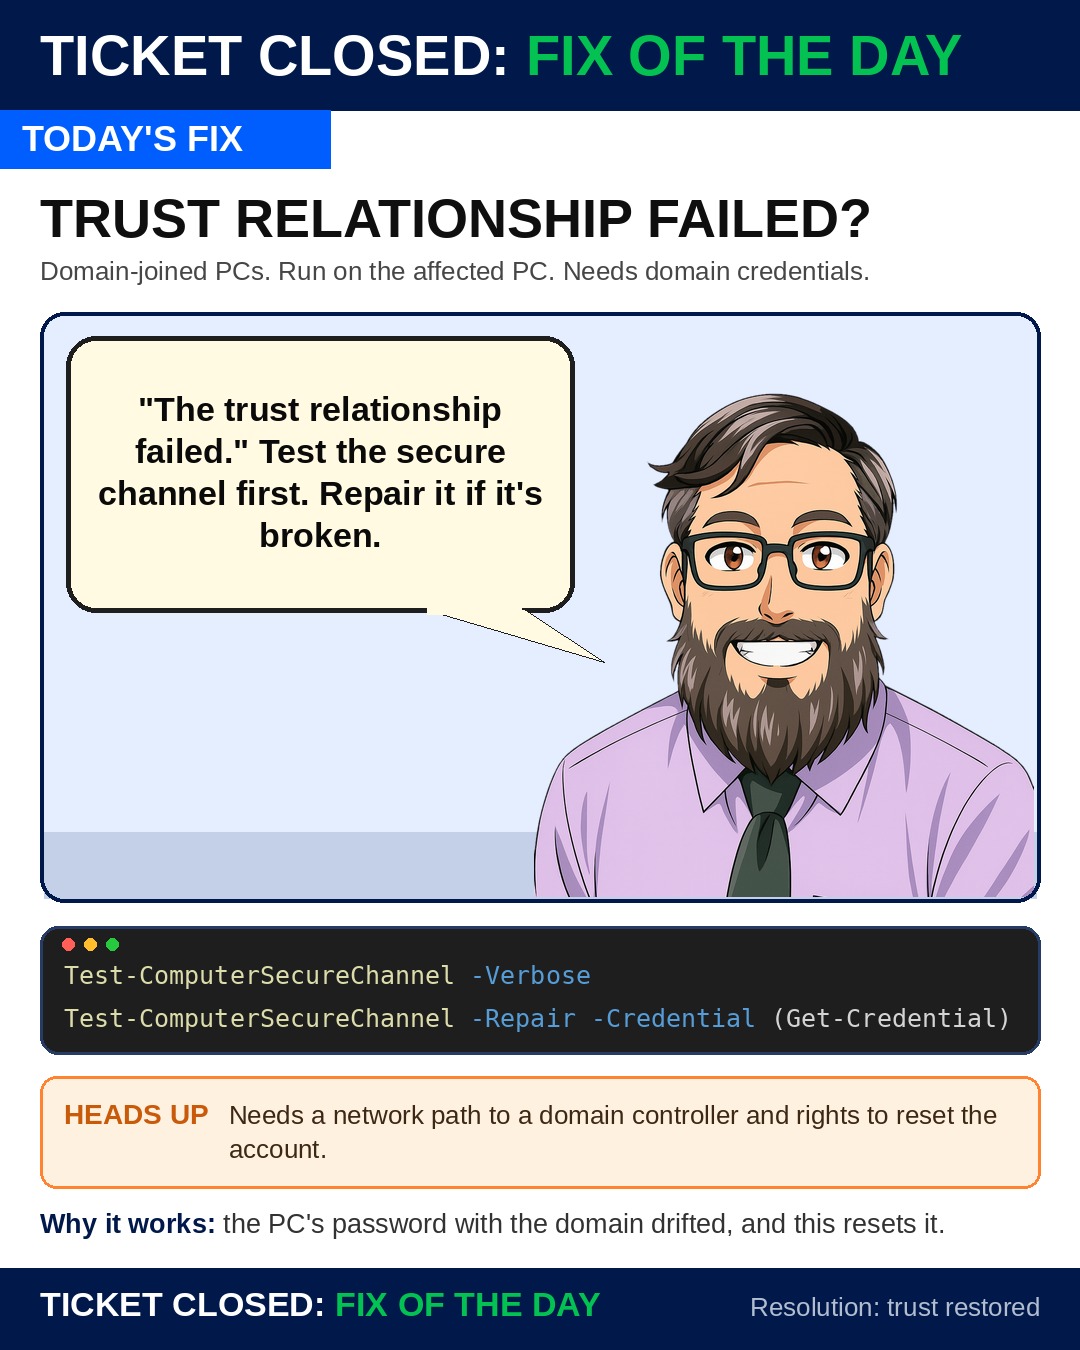 TICKET CLOSED: FIX OF THE DAY
TODAY'S FIX
TRUST RELATIONSHIP FAILED?
Domain-joined PCs. Run on the affected PC. Needs domain credentials.
"The trust relationship
failed." Test the secure
channel first. Repair it if it's
broken.
Test-ComputerSecureChannel -Verbose
Test-ComputerSecureChannel -Repair -Credential (Get-Credential)
HEADS UP Needs a network path to a domain controller and rights to reset the
account.
Why it works: the PC's password with the domain drifted, and this resets it.
TICKET CLOSED: FIX OF THE DAY Resolution: trust restored